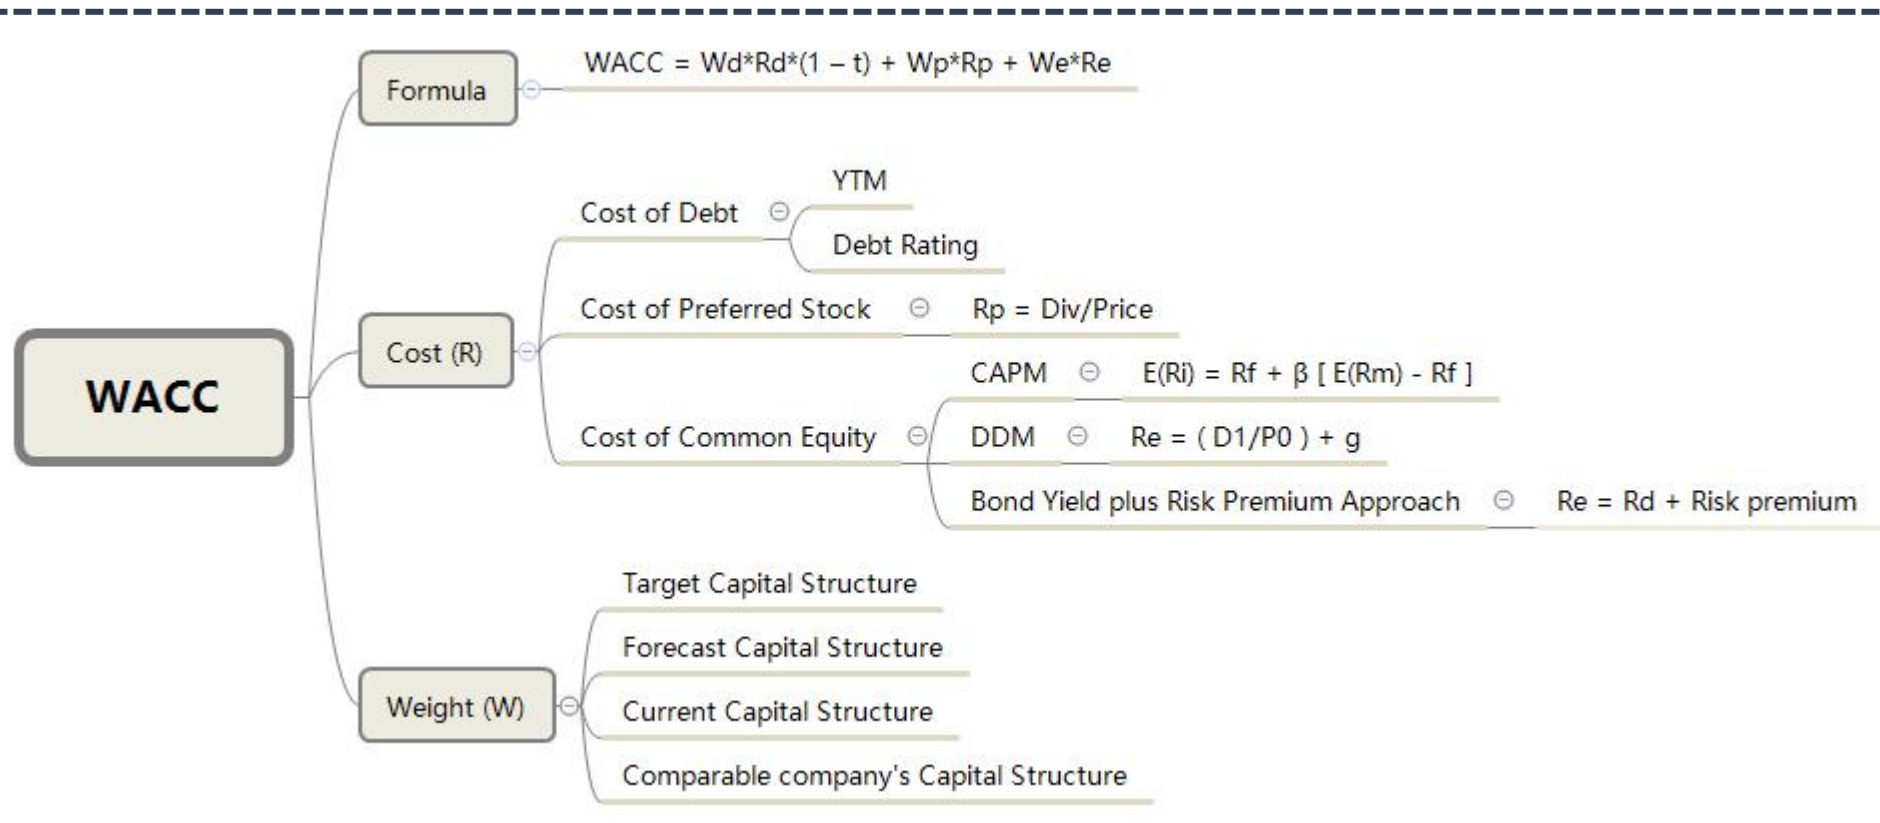 WACC
Formula
WACC = Wd*Rd*(1 – t) + Wp*Rp + We*Re
Cost (R)
Cost of Debt
YTM
Debt Rating
Cost of Preferred Stock
Rp = Div/Price
Cost of Common Equity
CAPM
E(Ri) = Rf + β [ E(Rm) - Rf ]
DDM
Re = ( D1/P0 ) + g
Bond Yield plus Risk Premium Approach
Re = Rd + Risk premium
Weight (W)
Target Capital Structure
Forecast Capital Structure
Current Capital Structure
Comparable company's Capital Structure